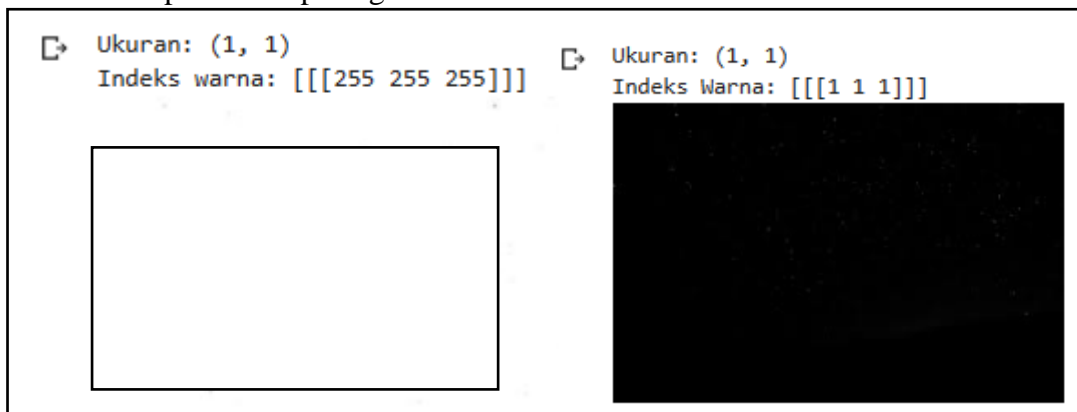 Ukuran: (1, 1)
Indeks warna: [[[255 255 255]]]
Ukuran: (1, 1)
Indeks Warna: [[[1 1 1]]]